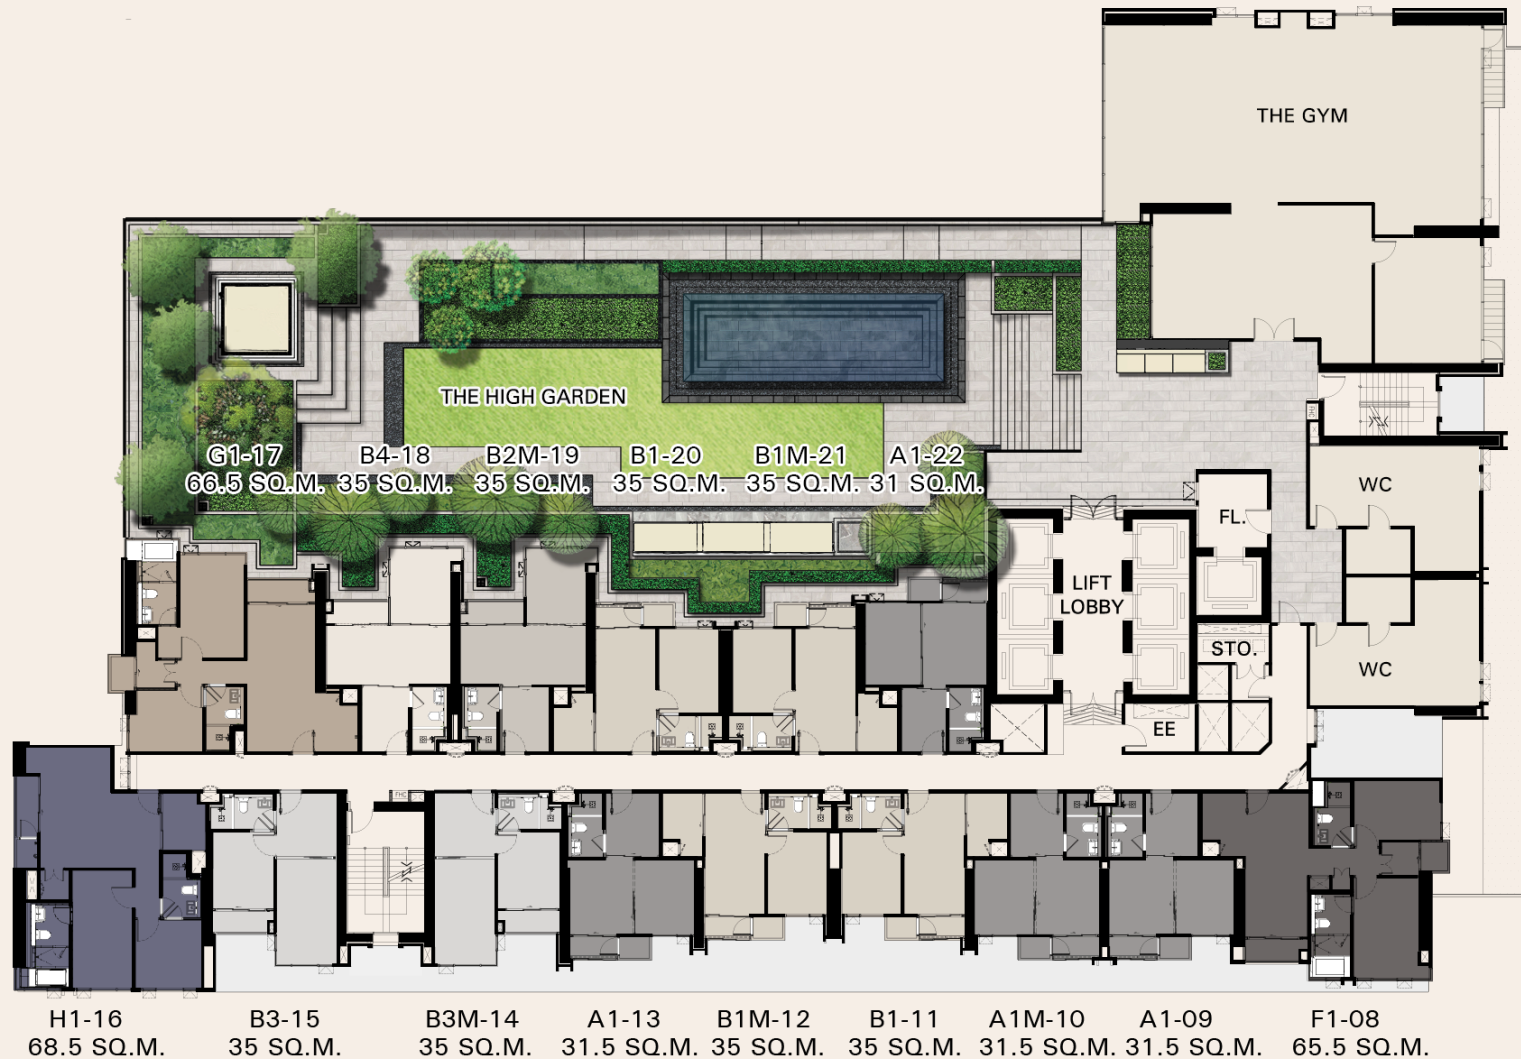 THE GYM
THE HIGH GARDEN
G1-17
66.5 SQ.M.
B4-18
35 SQ.M.
B2M-19
35 SQ.M.
B1-20
35 SQ.M.
B1M-21
35 SQ.M.
A1-22
31 SQ.M.
WC
FL.
LIFT
LOBBY
STO.
WC
EE
FHC
FHC
H1-16
68.5 SQ.M.
B3-15
35 SQ.M.
B3M-14
35 SQ.M.
A1-13
31.5 SQ.M.
B1M-12
35 SQ.M.
B1-11
35 SQ.M.
A1M-10
31.5 SQ.M.
A1-09
31.5 SQ.M.
F1-08
65.5 SQ.M.